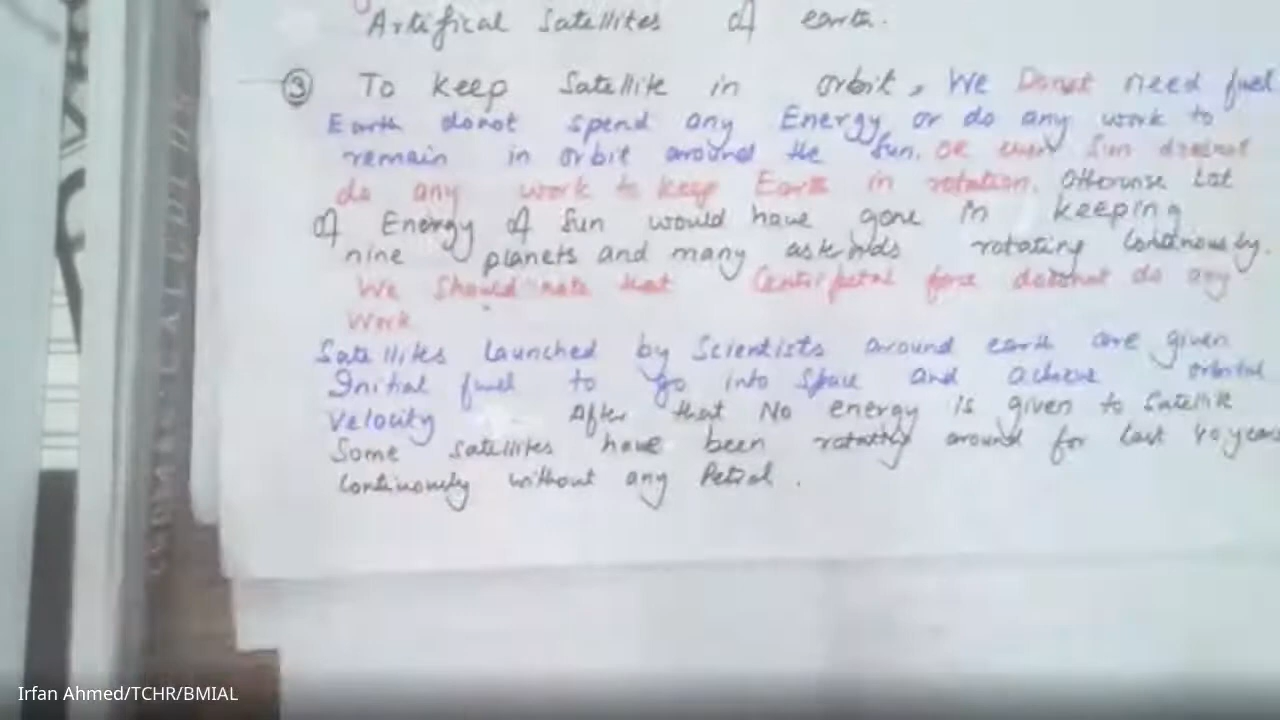 Artifical Satellites of earth.
③ To keep Satellite in orbit, We Donot need fuel
Earth donot spend any Energy or do any work to
remain in orbit around the Sun. OR even Sun doesnot
do any work to keep Earth in rotation. Otherwise Lot
of Energy of Sun would have gone in keeping
nine planets and many rotating continously.
We should note that Centripetal force doesnot do any
Work
Satellites launched by Scientists around earth are given
Initial fuel to go into Space and achieve orbital
Velocity After that No energy is given to Satellite
Some satellites have been around for last 40 years
continously without any Petrol.
Irfan Ahmed/TCHR/BMIAL